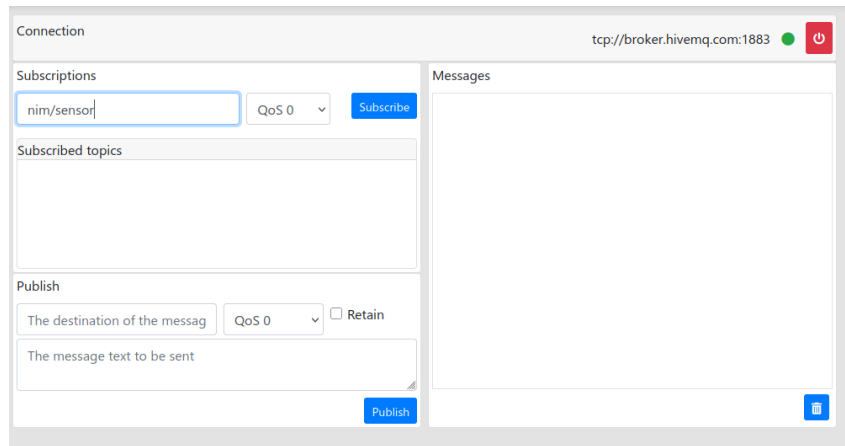 Connection
tcp://broker.hivemq.com:1883
Subscriptions
nim/sensor
QoS 0
Subscribe
Subscribed topics
Publish
The destination of the messag
QoS 0
Retain
The message text to be sent
Publish
Messages